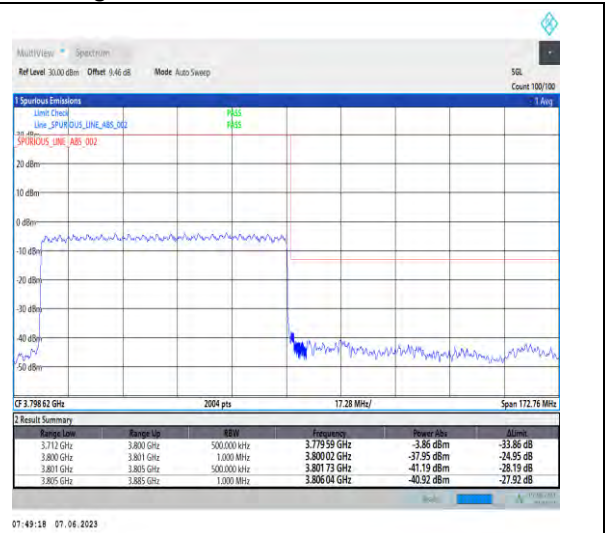 MultiView Spectrum
Ref Level 30.00 dBm Offset 9.46 dB Mode Auto Sweep SGL
Count 100/100
1 Spurious Emissions 1 Avg
Limit Check PASS
Line _SPURIOUS_LINE_ABS_002 PASS
_SPURIOUS_LINE_ABS_002
20 dBm
10 dBm
0 dBm
-10 dBm
-20 dBm
-30 dBm
-40 dBm
-50 dBm
CF 3.798 62 GHz 2004 pts 17.28 MHz/ Span 172.76 MHz
2 Result Summary
Range Low Range Up RBW Frequency Power Abs ΔLimit
3.712 GHz 3.800 GHz 500.000 kHz 3.779 59 GHz -3.86 dBm -33.86 dB
3.800 GHz 3.801 GHz 1.000 MHz 3.800 02 GHz -37.95 dBm -24.95 dB
3.801 GHz 3.805 GHz 500.000 kHz 3.801 73 GHz -41.19 dBm -28.19 dB
3.805 GHz 3.885 GHz 1.000 MHz 3.806 04 GHz -40.92 dBm -27.92 dB
07:49:18 07.06.2023